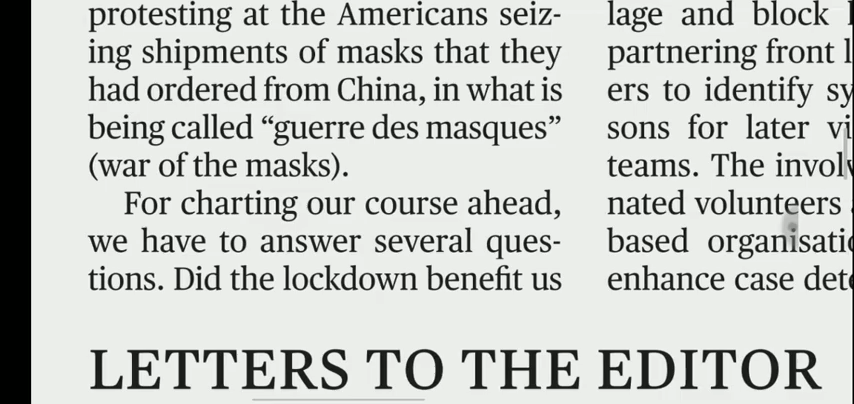 protesting at the Americans seiz-
ing shipments of masks that they
had ordered from China, in what is
being called “guerre des masques”
(war of the masks).
For charting our course ahead,
we have to answer several ques-
tions. Did the lockdown benefit us
lage and block
partnering front
ers to identify
sons for later
teams. The
nated volunteers
based
enhance case
LETTERS TO THE EDITOR